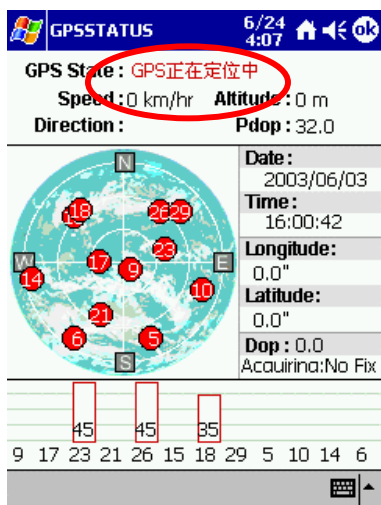 GPSSTATUS 6/24 4:07 ok
GPS State : GPS正在定位中
Speed : 0 km/hr Altitude : 0 m
Direction : Pdop : 32.0
N
W
E
S
18
26 29
23
17
9
14
10
21
6
5
Date :
2003/06/03
Time :
16:00:42
Longitude:
0.0"
Latitude:
0.0"
Dop : 0.0
Acquiring:No Fix
45 45 35
9 17 23 21 26 15 18 29 5 10 14 6